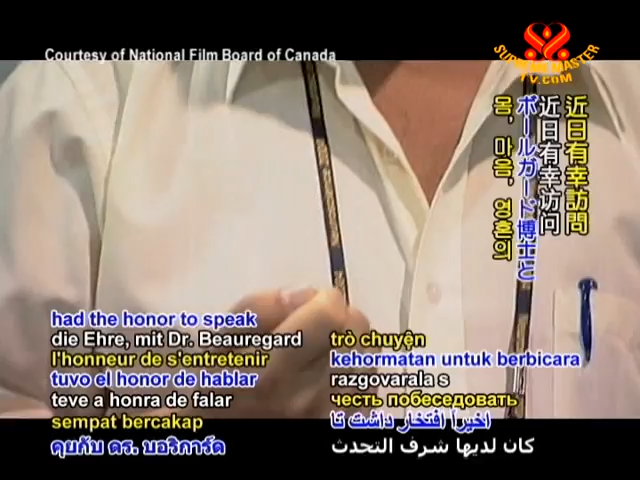 Courtesy of National Film Board of Canada
SUPREME MASTER
TV.COM
近日有幸訪問
近日有幸访问
ボールガード博士と
몸, 마음, 영혼의
had the honor to speak
die Ehre, mit Dr. Beauregard
l'honneur de s'entretenir
tuvo el honor de hablar
teve a honra de falar
sempat bercakap
คุยกับ ดร. บอริการ์ด
trò chuyện
kehormatan untuk berbicara
razgovarala s
честь побеседовать
اخیراً افتخار داشت تا
كان لديها شرف التحدث